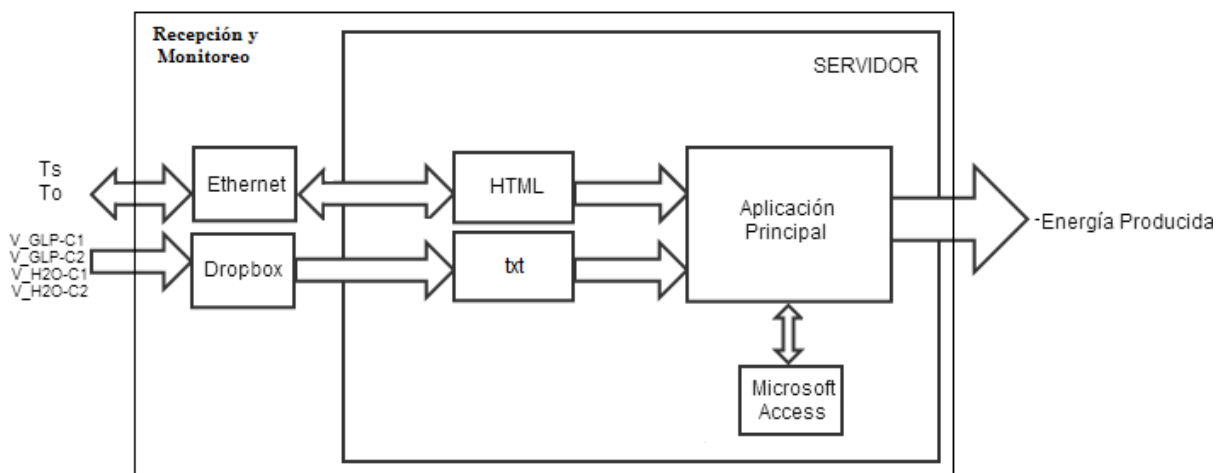 Recepción y
Monitoreo
SERVIDOR
Ts
To
Ethernet
HTML
Aplicación
Principal
-Energía Producida
V_GLP-C1
V_GLP-C2
V_H2O-C1
V_H2O-C2
Dropbox
txt
Microsoft
Access